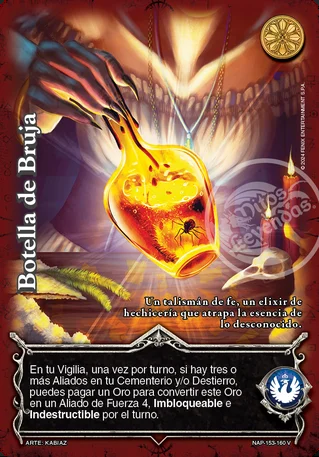 © 2024 FENIX ENTERTAINMENT S.P.A.
Botella de Bruja
Mitos
Leyendas
Un talismán de fe, un elixir de
hechicería que atrapa la esencia de
lo desconocido.
En tu Vigilia, una vez por turno, si hay tres o
más Aliados en tu Cementerio y/o Destierro,
puedes pagar un Oro para convertir este Oro
en un Aliado de Fuerza 4, Imbloqueable e
Indestructible por el turno.
ARTE: KABIAZ
NAP-153-160 V